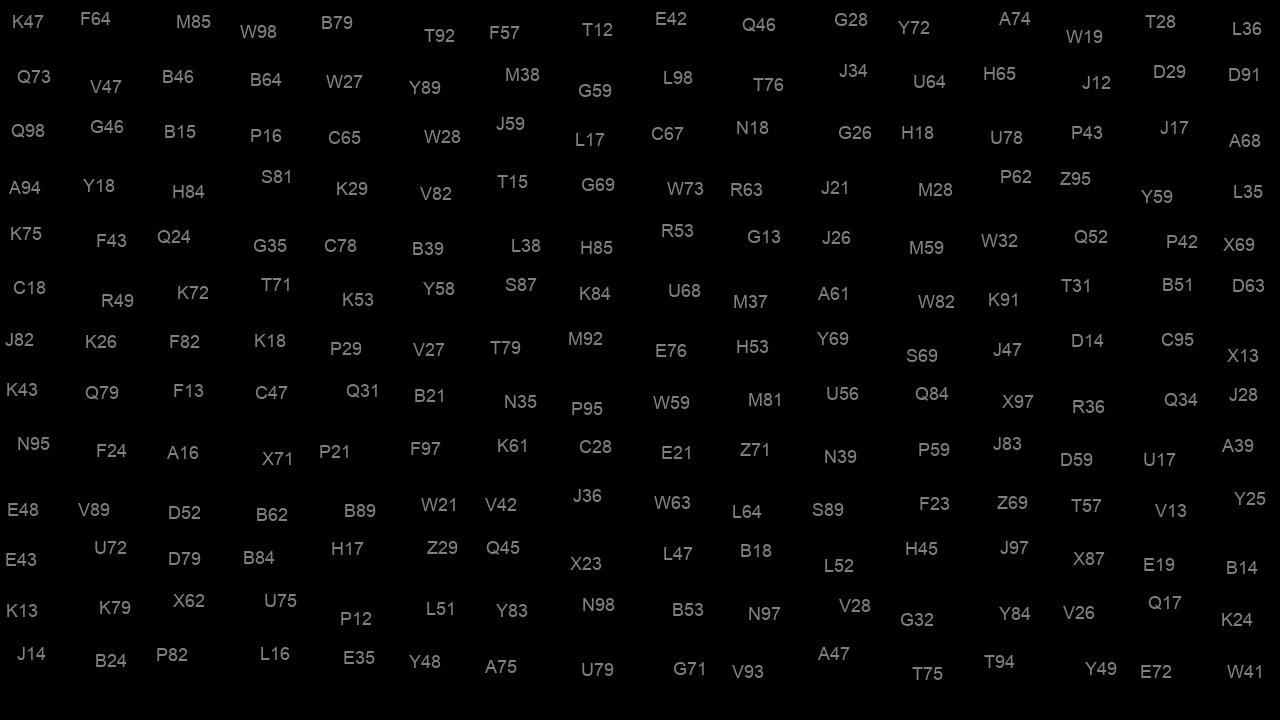 K47 F64 M85 W98 B79 T92 F57 T12 E42 Q46 G28 Y72 A74 W19 T28 L36
Q73 V47 B46 B64 W27 Y89 M38 G59 L98 T76 J34 U64 H65 J12 D29 D91
Q98 G46 B15 P16 C65 W28 J59 L17 C67 N18 G26 H18 U78 P43 J17 A68
A94 Y18 H84 S81 K29 V82 T15 G69 W73 R63 J21 M28 P62 Z95 Y59 L35
K75 F43 Q24 G35 C78 B39 L38 H85 R53 G13 J26 M59 W32 Q52 P42 X69
C18 R49 K72 T71 K53 Y58 S87 K84 U68 M37 A61 W82 K91 T31 B51 D63
J82 K26 F82 K18 P29 V27 T79 M92 E76 H53 Y69 S69 J47 D14 C95 X13
K43 Q79 F13 C47 Q31 B21 N35 P95 W59 M81 U56 Q84 X97 R36 Q34 J28
N95 F24 A16 X71 P21 F97 K61 C28 E21 Z71 N39 P59 J83 D59 U17 A39
E48 V89 D52 B62 B89 W21 V42 J36 W63 L64 S89 F23 Z69 T57 V13 Y25
E43 U72 D79 B84 H17 Z29 Q45 X23 L47 B18 L52 H45 J97 X87 E19 B14
K13 K79 X62 U75 P12 L51 Y83 N98 B53 N97 V28 G32 Y84 V26 Q17 K24
J14 B24 P82 L16 E35 Y48 A75 U79 G71 V93 A47 T75 T94 Y49 E72 W41